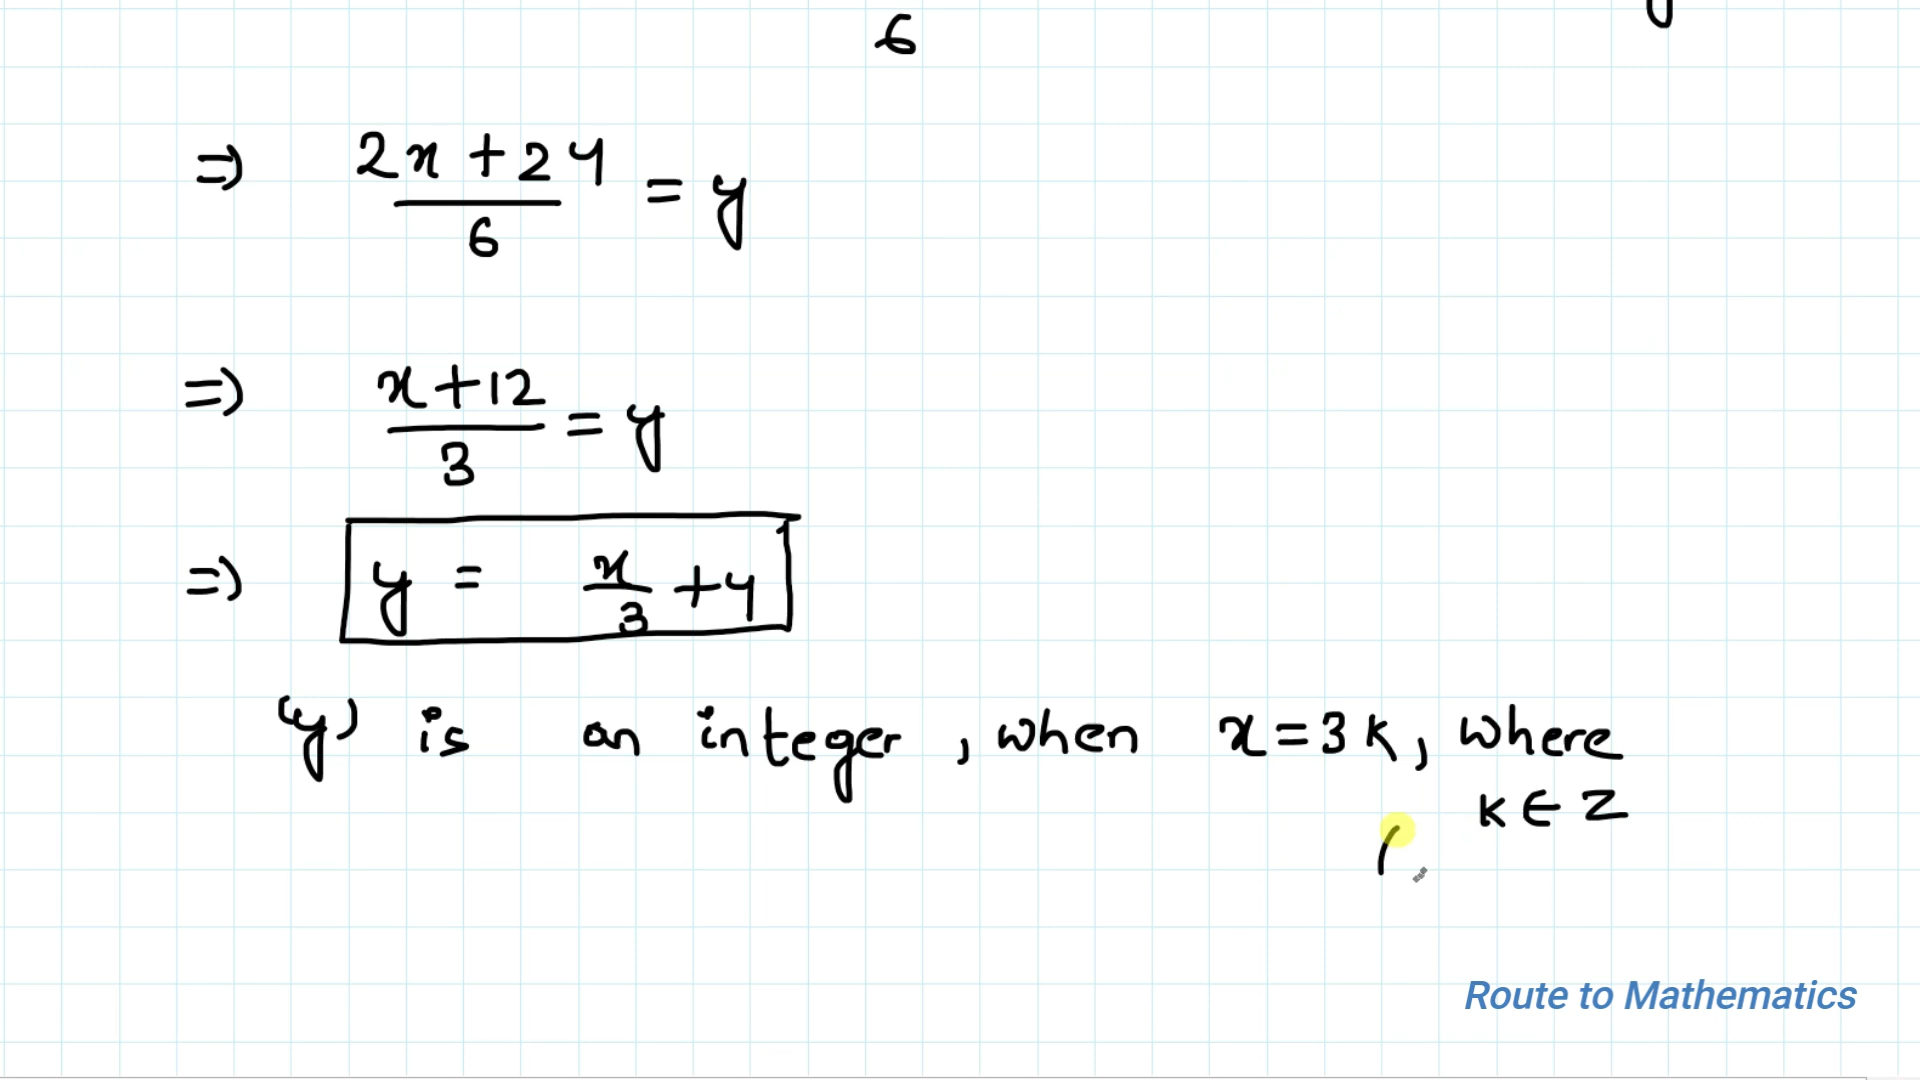 6
=> 2x + 24 / 6 = y
=> x + 12 / 3 = y
=> y = x/3 + 4
(y) is an integer, when x = 3k, where
k ∈ Z
(
Route to Mathematics